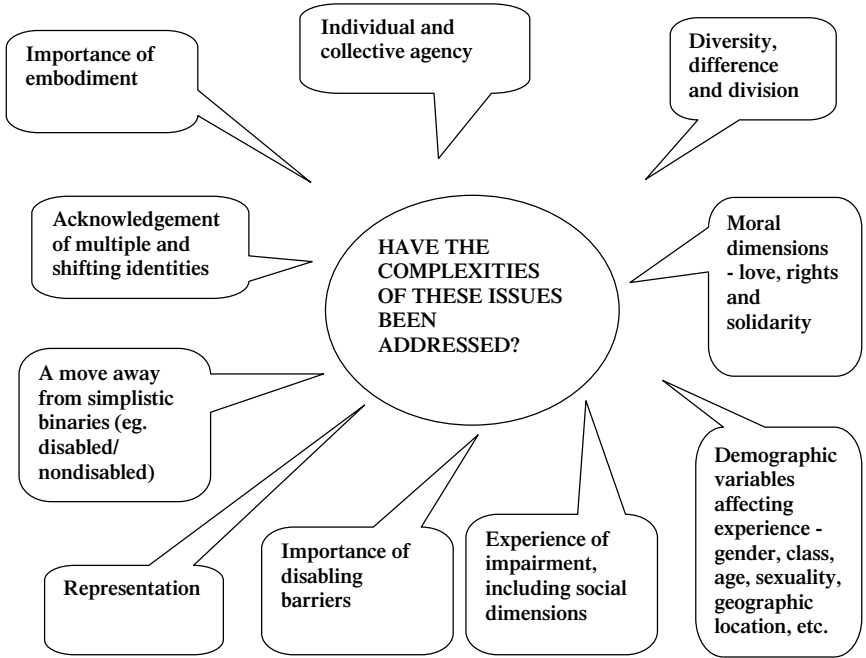 Importance of
embodiment
Individual and
collective agency
Diversity,
difference
and division
Acknowledgement
of multiple and
shifting identities
HAVE THE
COMPLEXITIES
OF THESE ISSUES
BEEN
ADDRESSED?
Moral
dimensions
- love, rights
and
solidarity
A move away
from simplistic
binaries (eg.
disabled/
nondisabled)
Representation
Importance of
disabling
barriers
Experience of
impairment,
including social
dimensions
Demographic
variables
affecting
experience -
gender, class,
age, sexuality,
geographic
location, etc.